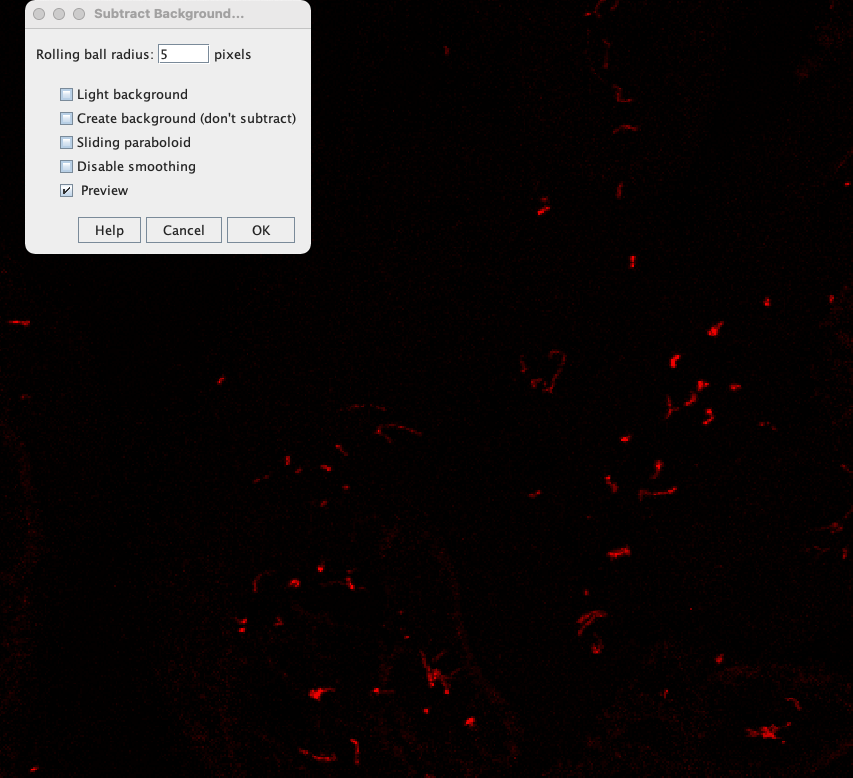 Subtract Background...
Rolling ball radius: 5 pixels
Light background
Create background (don't subtract)
Sliding paraboloid
Disable smoothing
Preview
Help Cancel OK